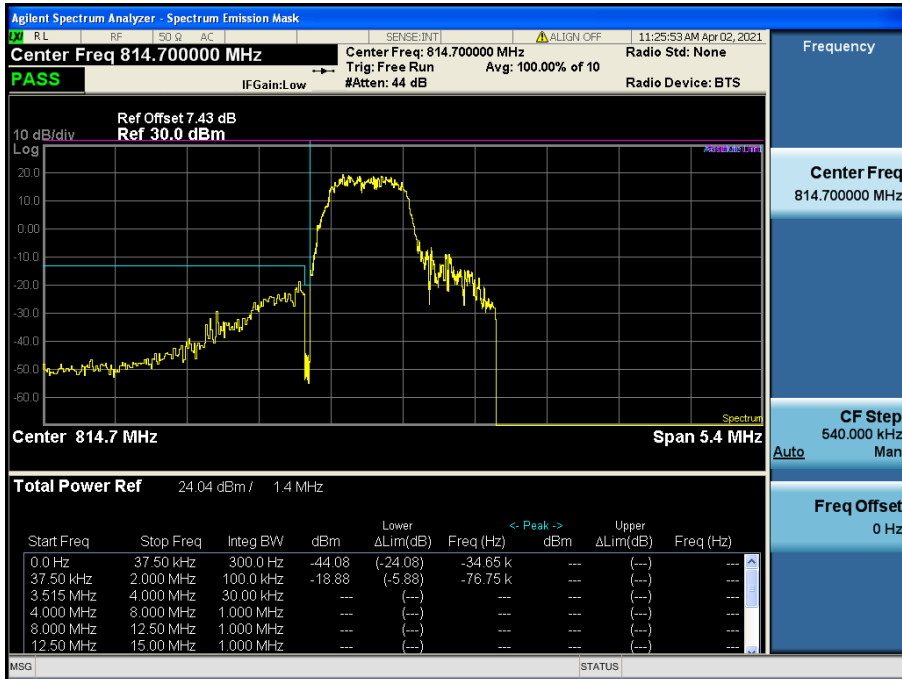 Agilent Spectrum Analyzer - Spectrum Emission Mask
LXI RL RF 50 Ω AC SENSE:INT ALIGN OFF 11:25:53 AM Apr 02, 2021
Center Freq 814.700000 MHz
Center Freq: 814.700000 MHz Radio Std: None
Trig: Free Run Avg: 100.00% of 10
PASS IFGain:Low #Atten: 44 dB Radio Device: BTS
Ref Offset 7.43 dB
10 dB/div Ref 30.0 dBm
Log
Absolute Limit
20.0
10.0
0.00
-10.0
-20.0
-30.0
-40.0
-50.0
-60.0
Spectrum
Center 814.7 MHz Span 5.4 MHz
Total Power Ref 24.04 dBm / 1.4 MHz
Lower <- Peak -> Upper
Start Freq Stop Freq Integ BW dBm ΔLim(dB) Freq (Hz) dBm ΔLim(dB) Freq (Hz)
0.0 Hz 37.50 kHz 300.0 Hz -44.08 (-24.08) -34.65 k --- (---) ---
37.50 kHz 2.000 MHz 100.0 kHz -18.88 (-5.88) -76.75 k --- (---) ---
3.515 MHz 4.000 MHz 30.00 kHz --- (---) --- --- (---) ---
4.000 MHz 8.000 MHz 1.000 MHz --- (---) --- --- (---) ---
8.000 MHz 12.50 MHz 1.000 MHz --- (---) --- --- (---) ---
12.50 MHz 15.00 MHz 1.000 MHz --- (---) --- --- (---) ---
MSG STATUS
Frequency
Center Freq
814.700000 MHz
CF Step
540.000 kHz
Auto Man
Freq Offset
0 Hz